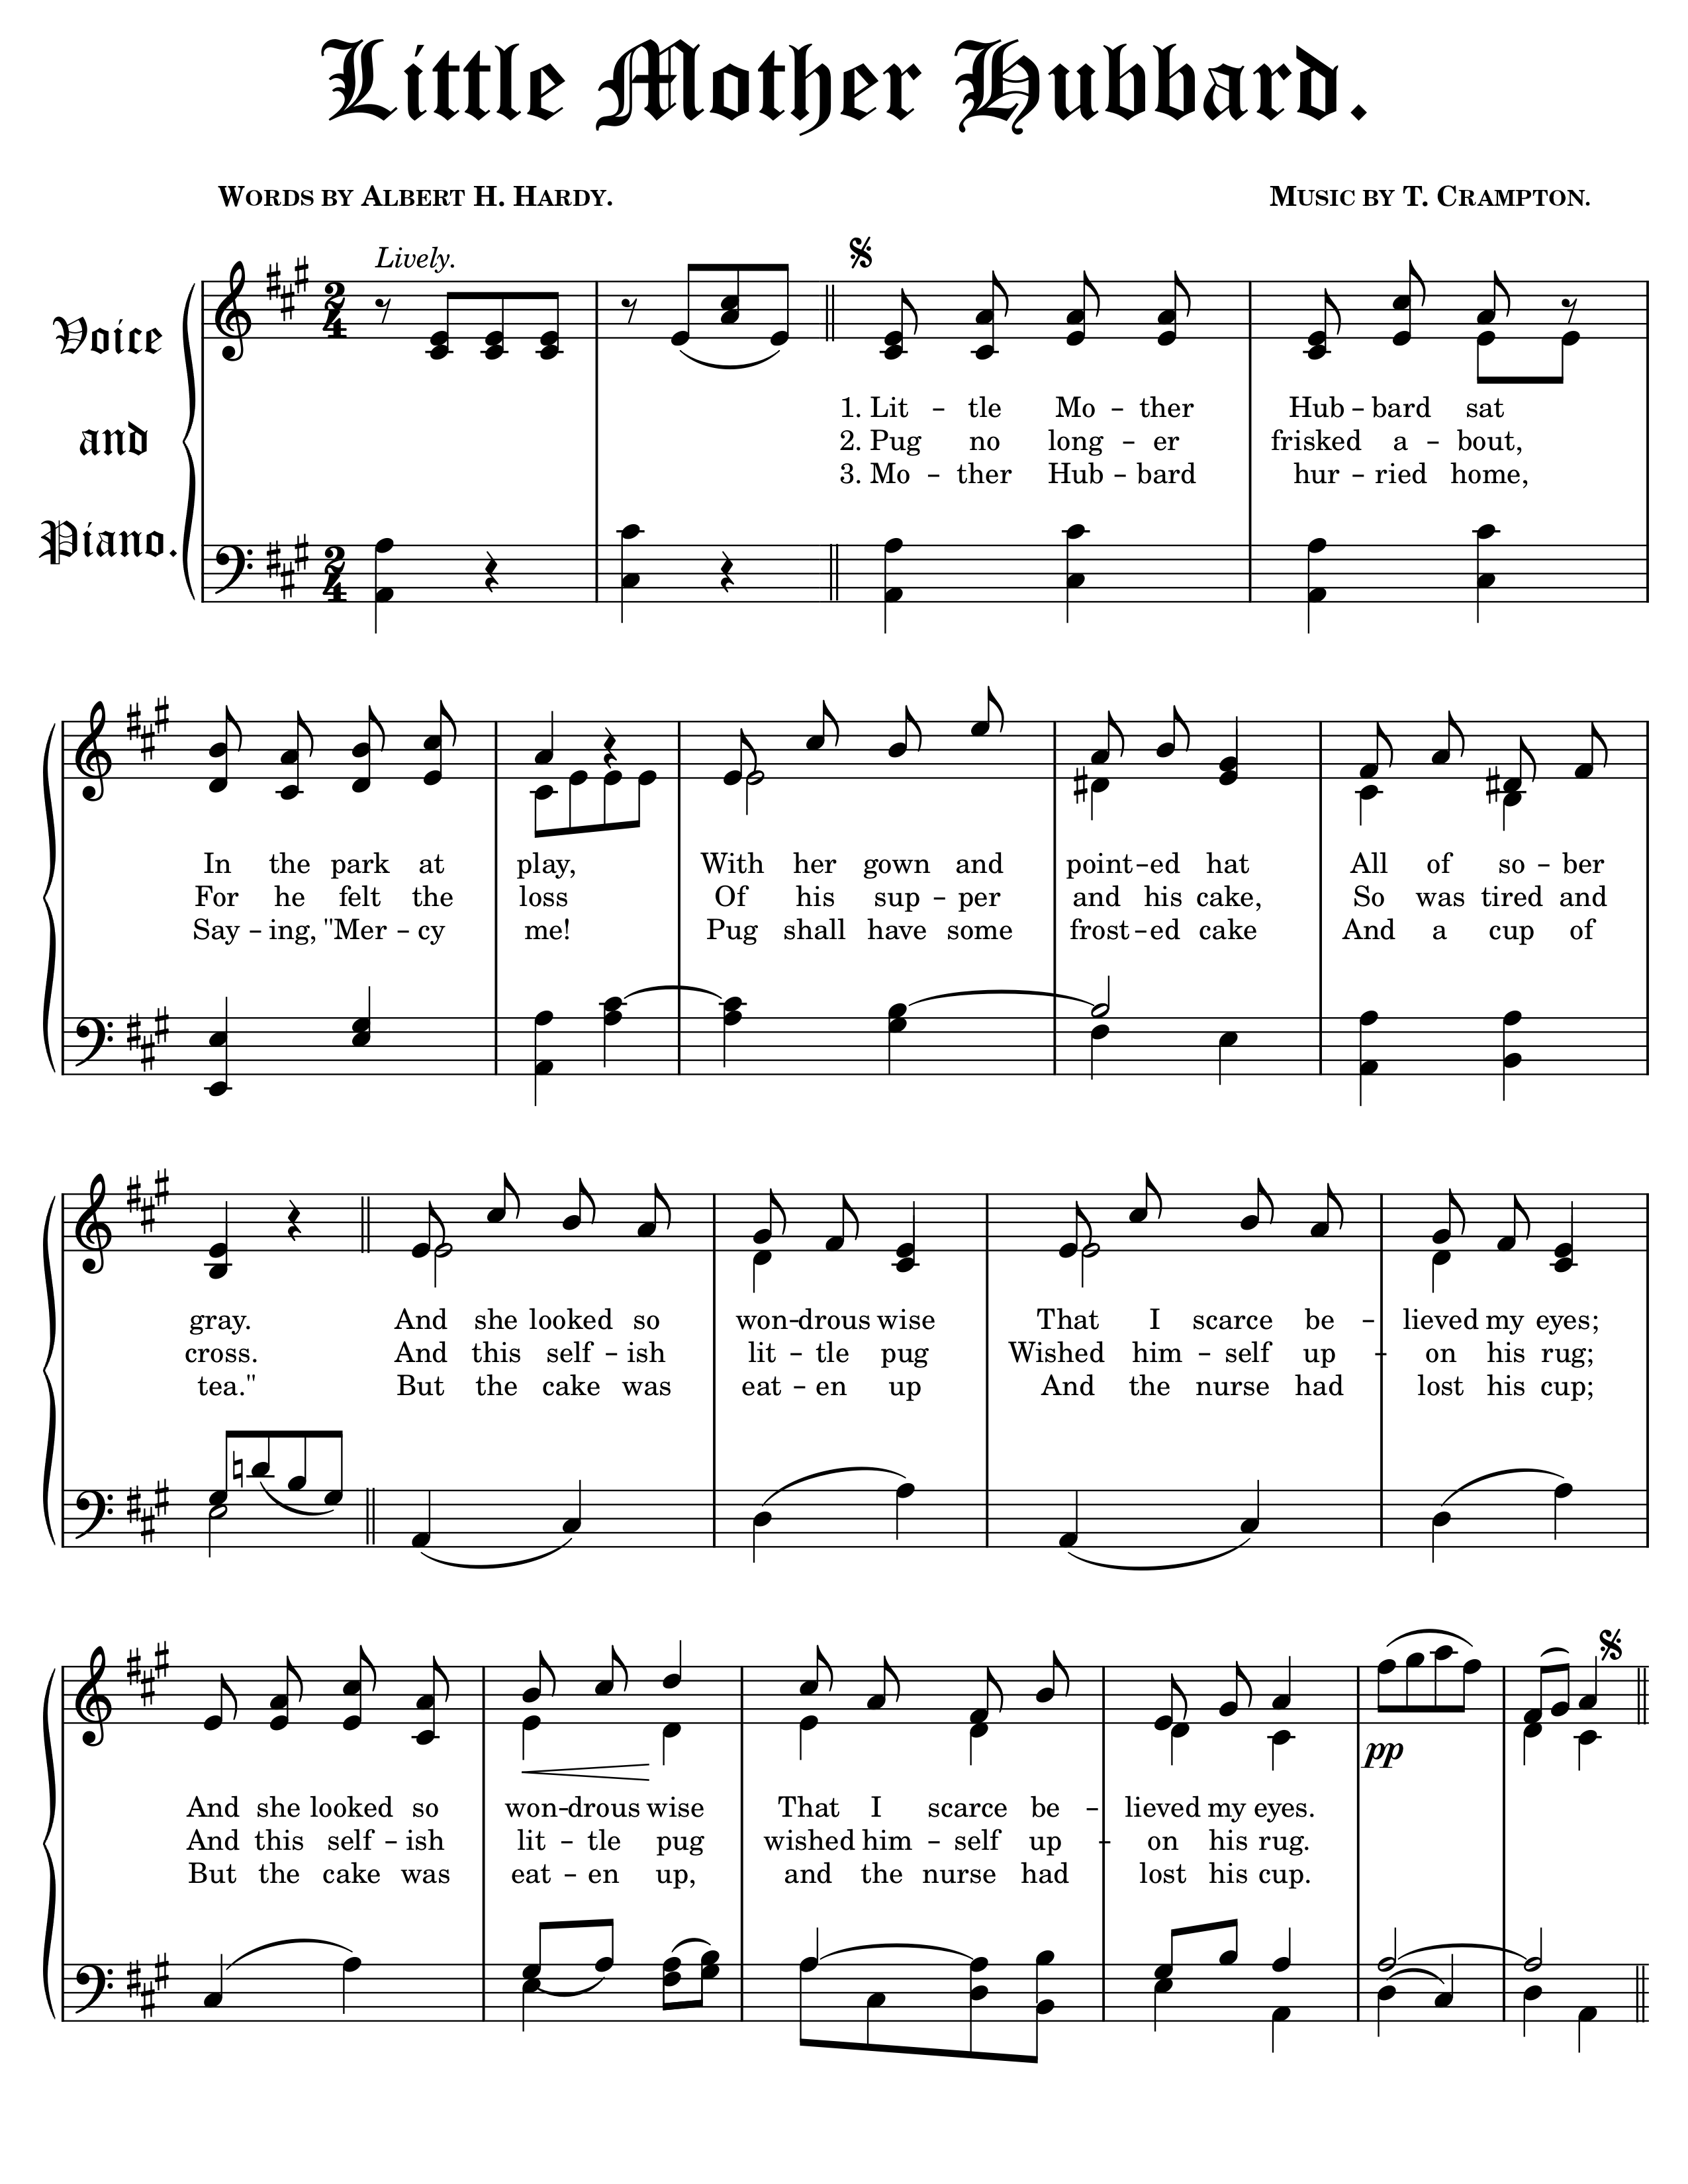 Little Mother Hubbard.
Words by Albert H. Hardy. Music by T. Crampton.
Lively.
Voice
and
Piano.
1. Lit – tle Mo – ther Hub – bard sat
2. Pug no long – er frisked a – bout,
3. Mo – ther Hub – bard hur – ried home,
In the park at play, With her gown and point – ed hat All of so – ber
For he felt the loss Of his sup – per and his cake, So was tired and
Say – ing, "Mer – cy me! Pug shall have some frost – ed cake And a cup of
gray. And she looked so won – drous wise That I scarce be – lieved my eyes;
cross. And this self – ish lit – tle pug Wished him – self up – on his rug;
tea." But the cake was eat – en up And the nurse had lost his cup;
And she looked so won – drous wise That I scarce be – lieved my eyes.
And this self – ish lit – tle pug wished him – self up – on his rug.
But the cake was eat – en up, and the nurse had lost his cup.
pp